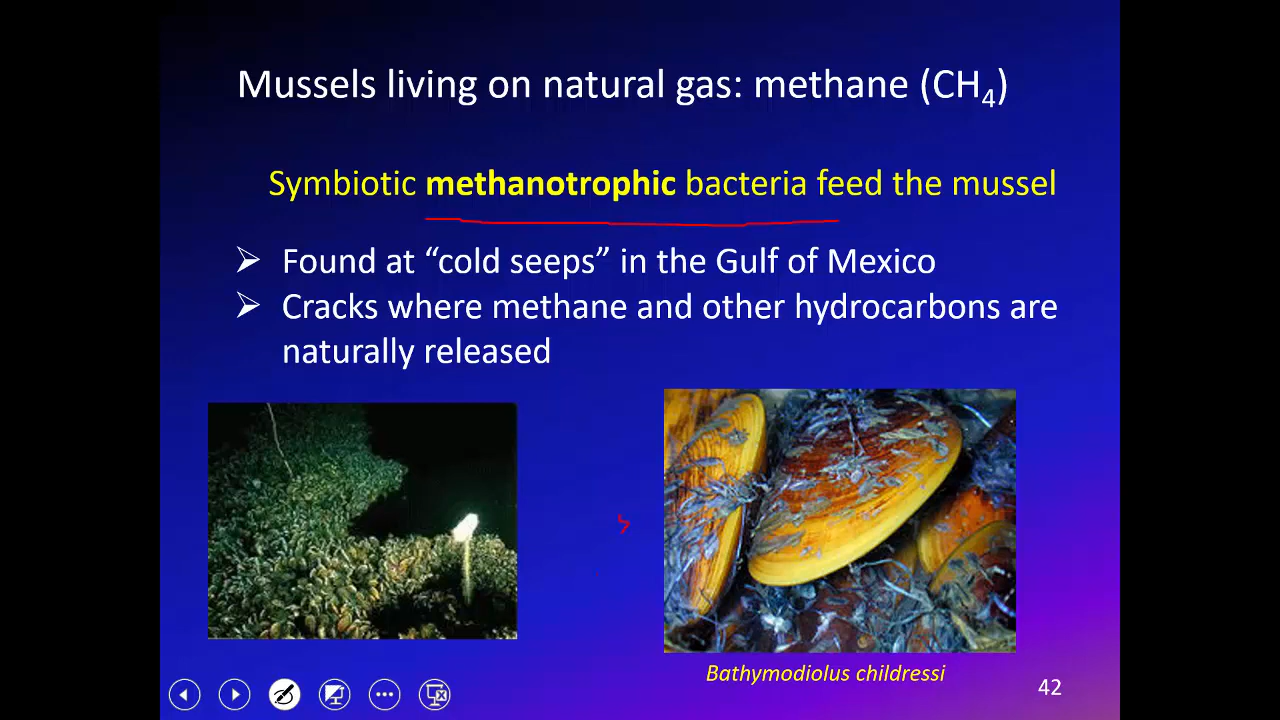 Mussels living on natural gas: methane (CH₄)
Symbiotic methanotrophic bacteria feed the mussel
➢ Found at “cold seeps” in the Gulf of Mexico
➢ Cracks where methane and other hydrocarbons are
naturally released
Bathymodiolus childressi
42